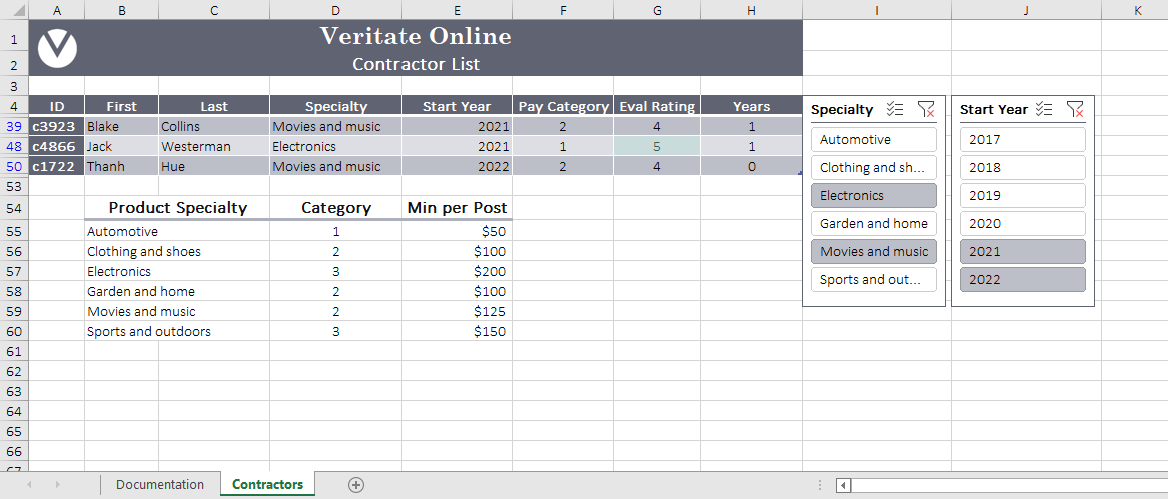 A B C D E F G H I J K
1 Veritate Online
2 Contractor List
3
4 ID First Last Specialty Start Year Pay Category Eval Rating Years Specialty Start Year
39 c3923 Blake Collins Movies and music 2021 2 4 1 Automotive 2017
48 c4866 Jack Westerman Electronics 2021 1 5 1
50 c1722 Thanh Hue Movies and music 2022 2 4 0 Clothing and sh... 2018
53 Electronics 2019
54 Product Specialty Category Min per Post
55 Automotive 1 $50 Garden and home 2020
56 Clothing and shoes 2 $100 Movies and music 2021
57 Electronics 3 $200 Sports and out... 2022
58 Garden and home 2 $100
59 Movies and music 2 $125
60 Sports and outdoors 3 $150
61
62
63
64
65
66
67
Documentation Contractors